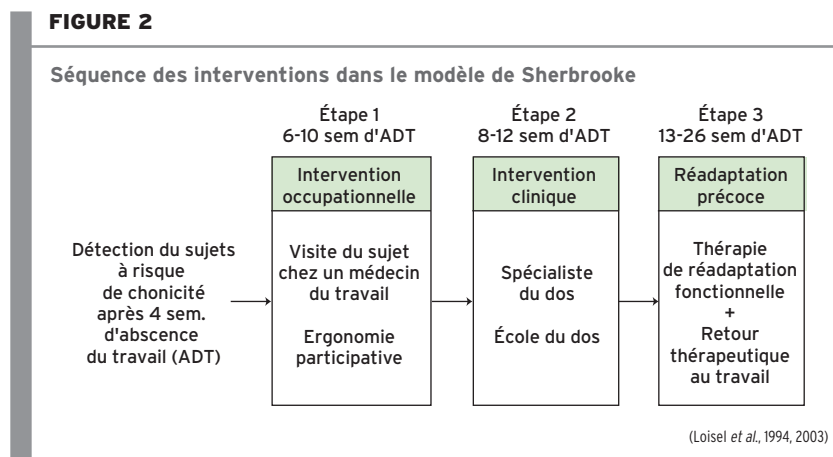 FIGURE 2
Séquence des interventions dans le modèle de Sherbrooke
Détection du sujets
à risque
de chonicité
après 4 sem.
d'abscence
du travail (ADT)
Étape 1
6-10 sem d'ADT
Intervention
occupationnelle
Visite du sujet
chez un médecin
du travail
Ergonomie
participative
Étape 2
8-12 sem d'ADT
Intervention
clinique
Spécialiste
du dos
École du dos
Étape 3
13-26 sem d'ADT
Réadaptation
précoce
Thérapie
de réadaptation
fonctionnelle
+
Retour
thérapeutique
au travail
(Loisel et al., 1994, 2003)